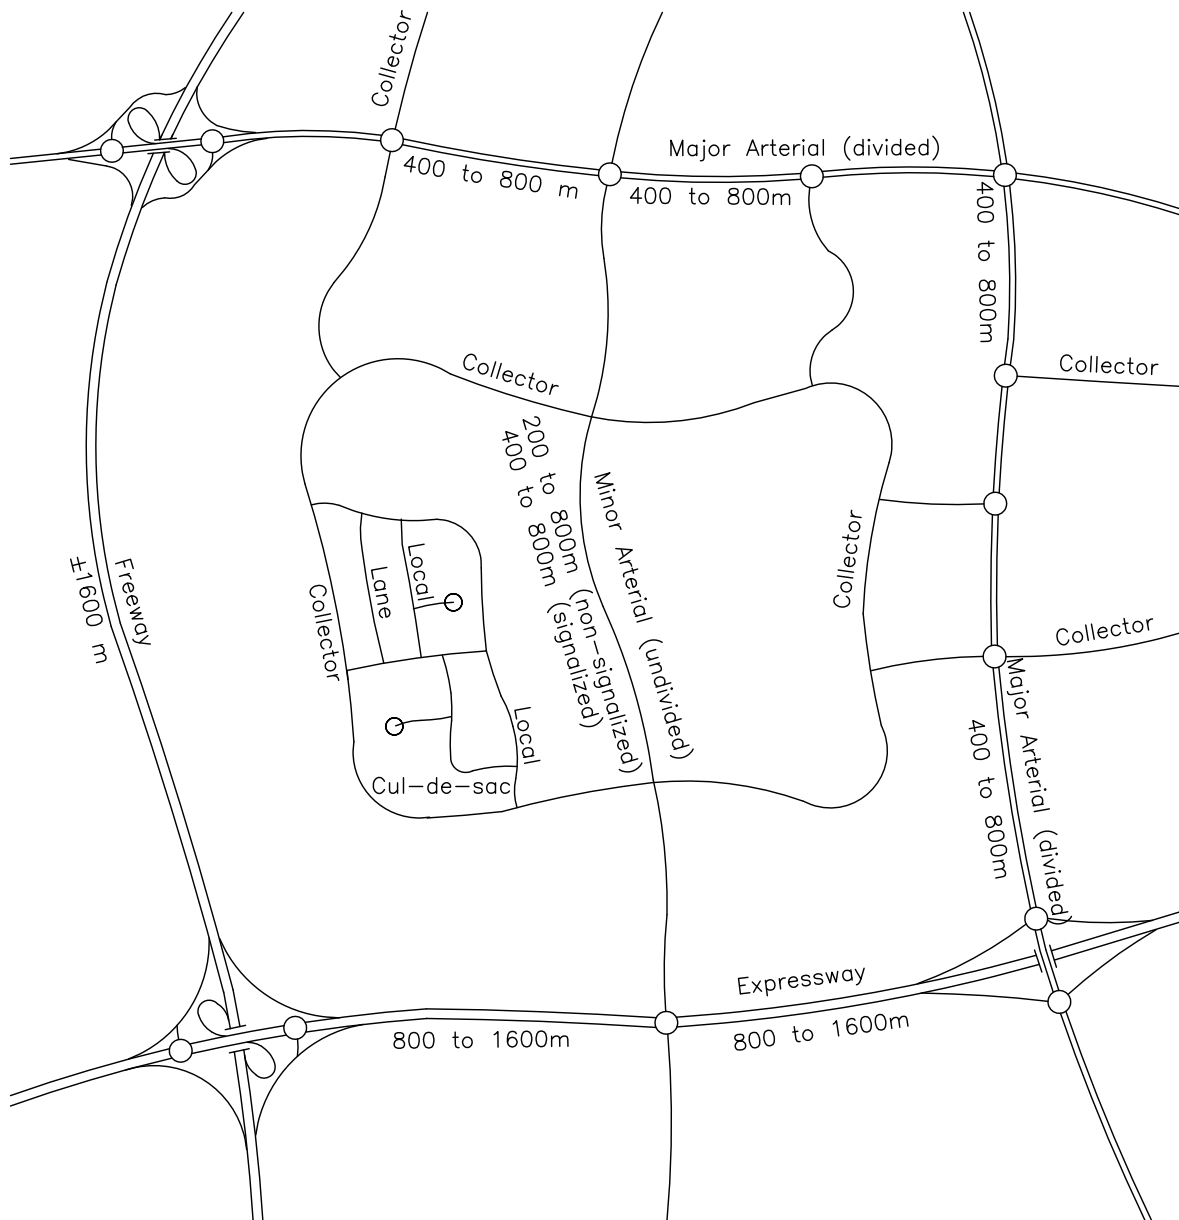 Collector
Major Arterial (divided)
400 to 800 m
400 to 800m
400 to 800m
Collector
Collector
200 to 800m (non-signalized)
400 to 800m (signalized)
Minor Arterial (undivided)
Collector
Freeway
±1600 m
Collector
Lane
Local
Collector
Major Arterial (divided)
400 to 800m
Local
Cul-de-sac
Expressway
800 to 1600m
800 to 1600m